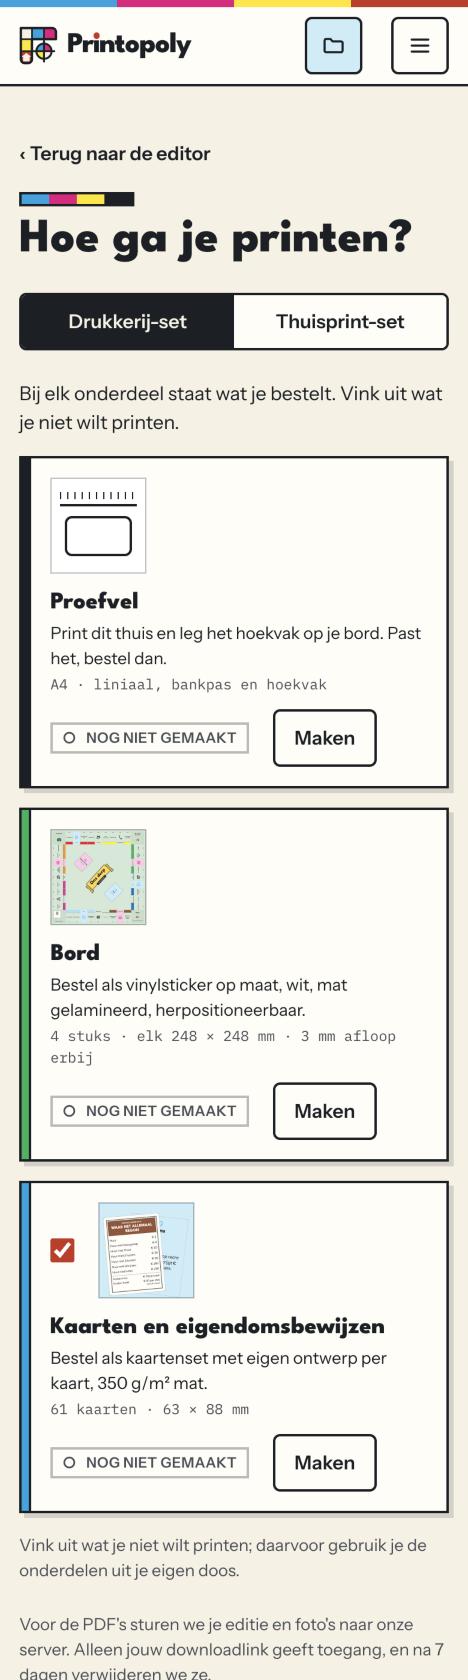 Printopoly
‹ Terug naar de editor
Hoe ga je printen?
Drukkerij-set
Thuisprint-set
Bij elk onderdeel staat wat je bestelt. Vink uit wat
je niet wilt printen.
Proefvel
Print dit thuis en leg het hoekvak op je bord. Past
het, bestel dan.
A4 · liniaal, bankpas en hoekvak
NOG NIET GEMAAKT
Maken
Bord
Bestel als vinylsticker op maat, wit, mat
gelamineerd, herpositioneerbaar.
4 stuks · elk 248 × 248 mm · 3 mm afloop
erbij
NOG NIET GEMAAKT
Maken
Kaarten en eigendomsbewijzen
Bestel als kaartenset met eigen ontwerp per
kaart, 350 g/m² mat.
61 kaarten · 63 × 88 mm
NOG NIET GEMAAKT
Maken
Vink uit wat je niet wilt printen; daarvoor gebruik je de
onderdelen uit je eigen doos.
Voor de PDF's sturen we je editie en foto's naar onze
server. Alleen jouw downloadlink geeft toegang, en na 7
dagen verwijderen we ze.